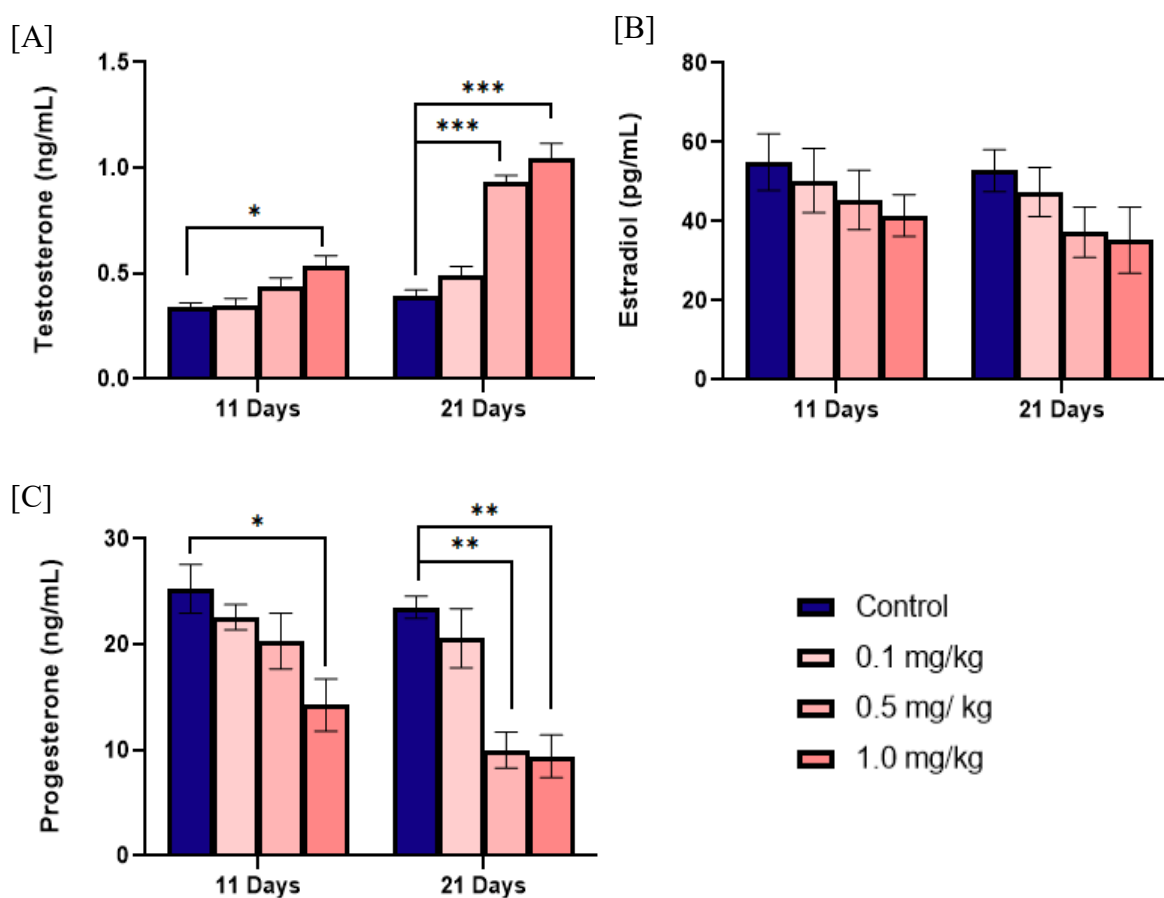 [A]
Testosterone (ng/mL)
1.5
1.0
0.5
0.0
*
***
***
11 Days
21 Days
[B]
Estradiol (pg/mL)
80
60
40
20
0
11 Days
21 Days
[C]
Progesterone (ng/mL)
30
20
10
0
*
**
**
11 Days
21 Days
Control
0.1 mg/kg
0.5 mg/ kg
1.0 mg/kg